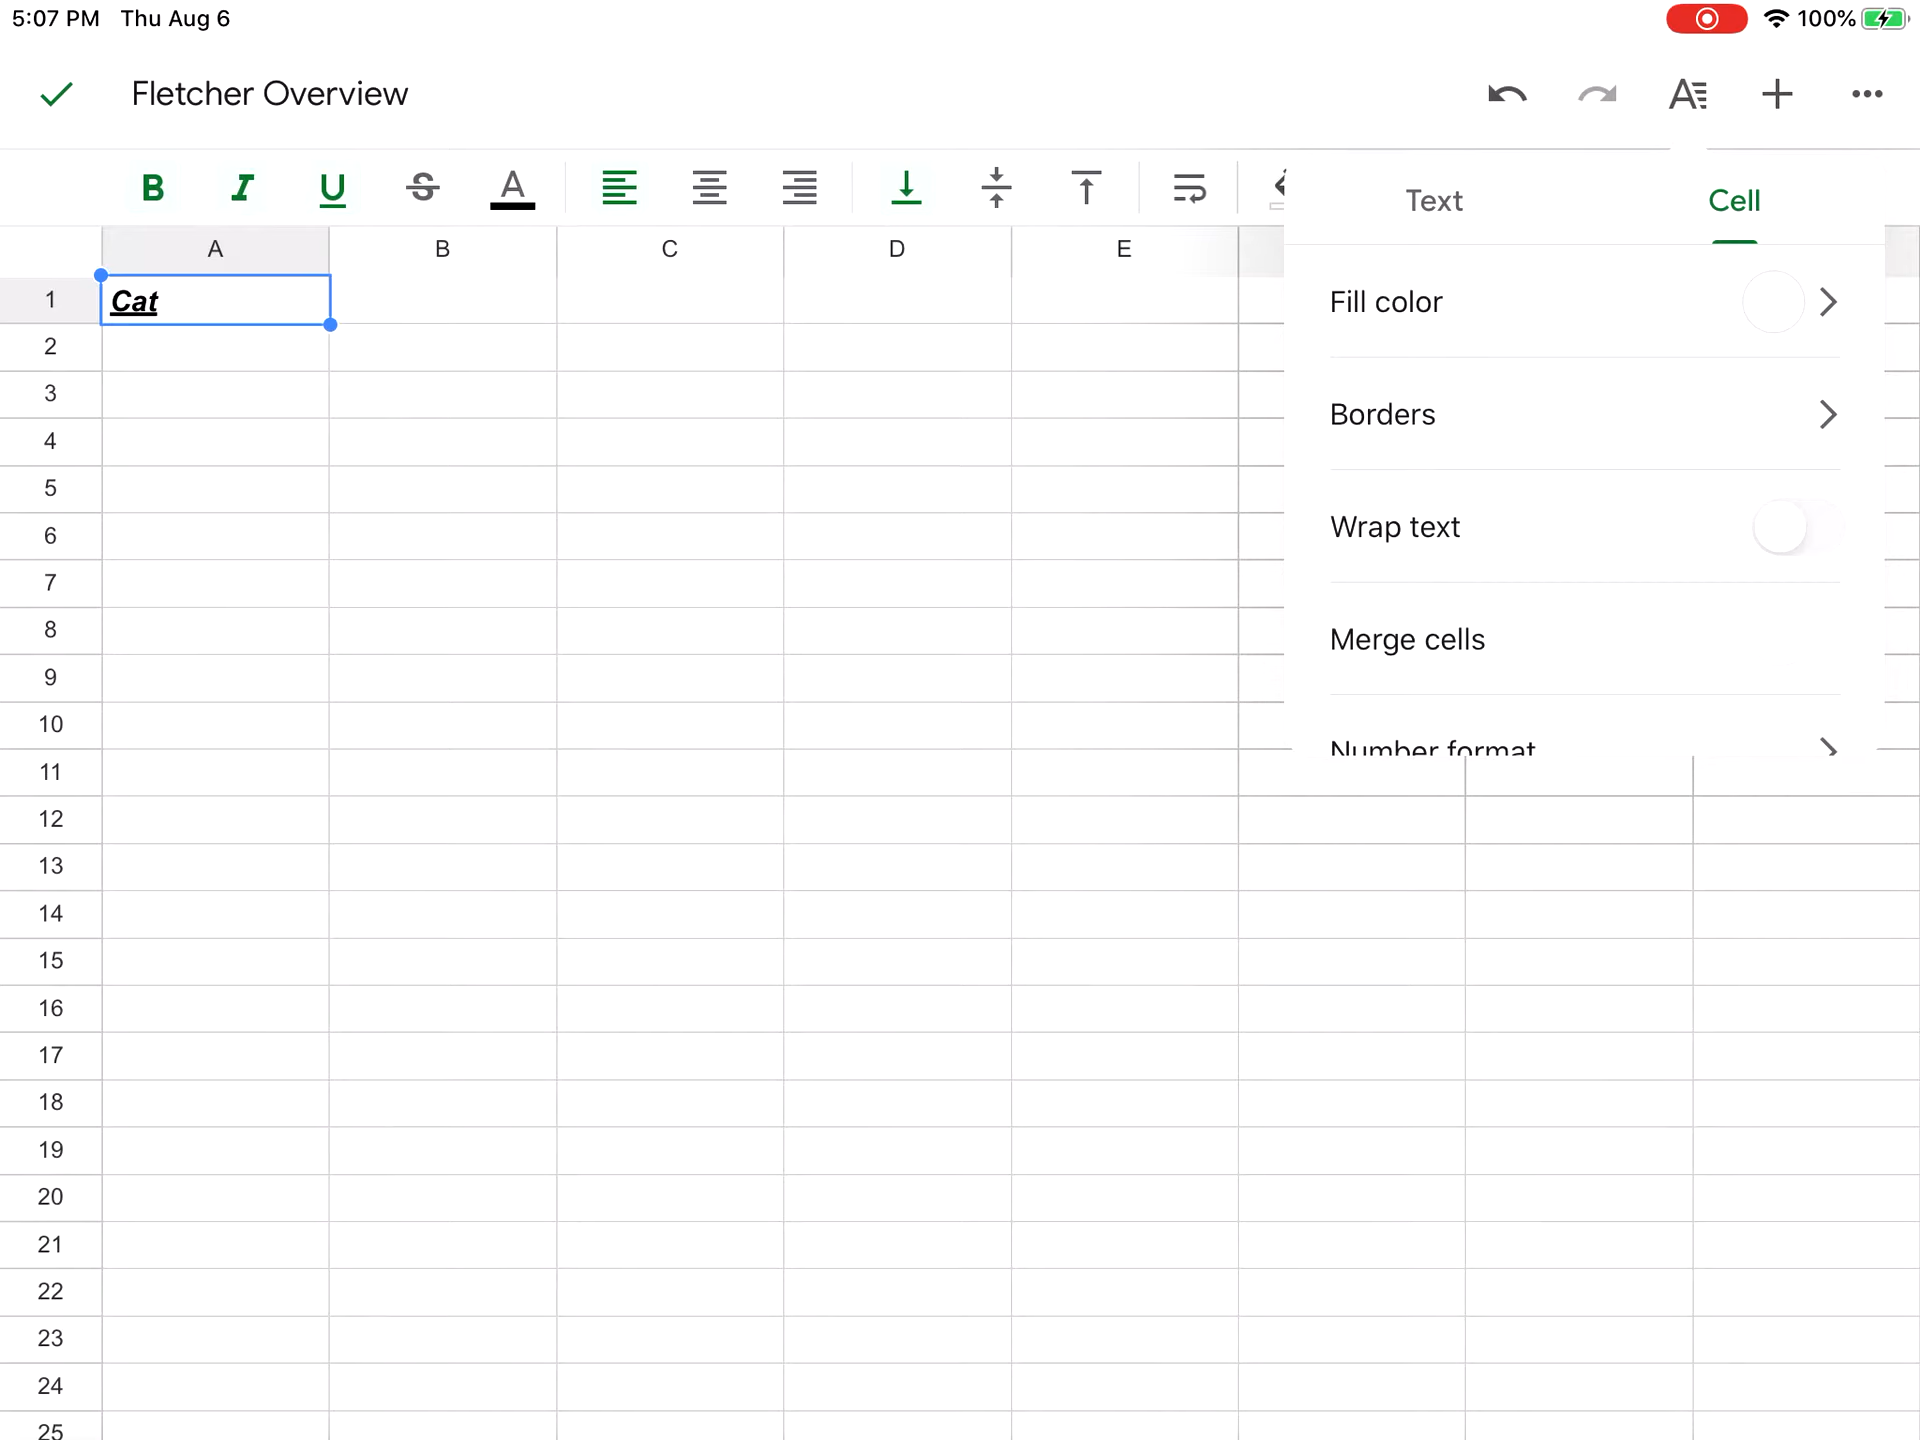 5:07 PM Thu Aug 6 100%
Fletcher Overview
B I U S A
Text Cell
A B C D E
1 Cat
Fill color
2
3
Borders
4
5
Wrap text
6
7
8
Merge cells
9
10
Number format
11
12
13
14
15
16
17
18
19
20
21
22
23
24
25